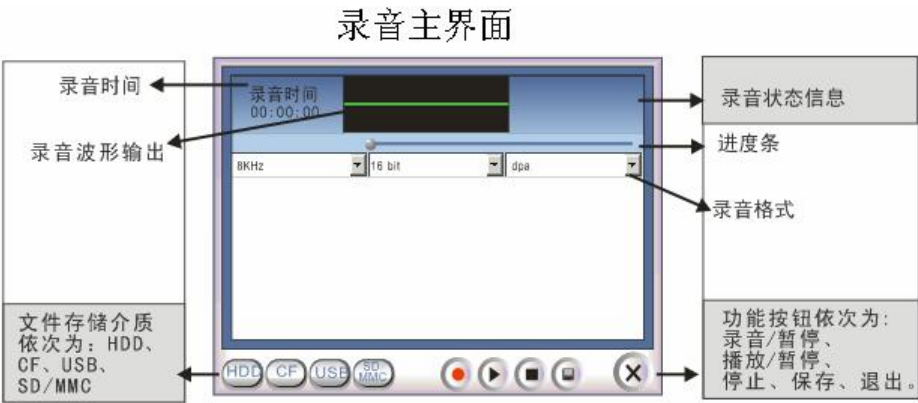 录音主界面
录音时间
录音波形输出
文件存储介质
依次为：HDD、
CF、USB、
SD/MMC
录音时间
00:00:00
8KHz
16 bit
dpa
HDD
CF
USB
SD
MMC
录音状态信息
进度条
录音格式
功能按钮依次为:
录音/暂停、
播放/暂停、
停止、保存、退出。